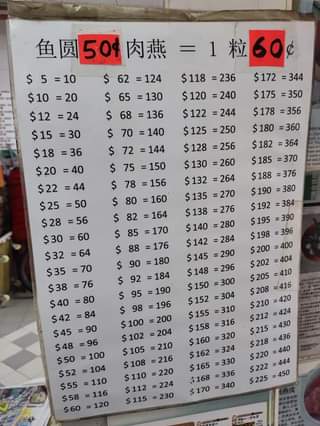 鱼圆 50¢ 肉燕 = 1 粒 60¢
$ 5 = 10
$ 10 = 20
$ 12 = 24
$ 15 = 30
$ 18 = 36
$ 20 = 40
$ 22 = 44
$ 25 = 50
$ 28 = 56
$ 30 = 60
$ 32 = 64
$ 35 = 70
$ 38 = 76
$ 40 = 80
$ 42 = 84
$ 45 = 90
$ 48 = 96
$ 50 = 100
$ 52 = 104
$ 55 = 110
$ 58 = 116
$ 60 = 120
$ 62 = 124
$ 65 = 130
$ 68 = 136
$ 70 = 140
$ 72 = 144
$ 75 = 150
$ 78 = 156
$ 80 = 160
$ 82 = 164
$ 85 = 170
$ 88 = 176
$ 90 = 180
$ 92 = 184
$ 95 = 190
$ 98 = 196
$ 100 = 200
$ 102 = 204
$ 105 = 210
$ 108 = 216
$ 110 = 220
$ 112 = 224
$ 115 = 230
$ 118 = 236
$ 120 = 240
$ 122 = 244
$ 125 = 250
$ 128 = 256
$ 130 = 260
$ 132 = 264
$ 135 = 270
$ 138 = 276
$ 140 = 280
$ 142 = 284
$ 145 = 290
$ 148 = 296
$ 150 = 300
$ 152 = 304
$ 155 = 310
$ 158 = 316
$ 160 = 320
$ 162 = 324
$ 165 = 330
$ 168 = 336
$ 170 = 340
$ 172 = 344
$ 175 = 350
$ 178 = 356
$ 180 = 360
$ 182 = 364
$ 185 = 370
$ 188 = 376
$ 190 = 380
$ 192 = 384
$ 195 = 390
$ 198 = 396
$ 200 = 400
$ 202 = 404
$ 205 = 410
$ 208 = 416
$ 210 = 420
$ 212 = 424
$ 215 = 430
$ 218 = 436
$ 220 = 440
$ 222 = 444
$ 225 = 450